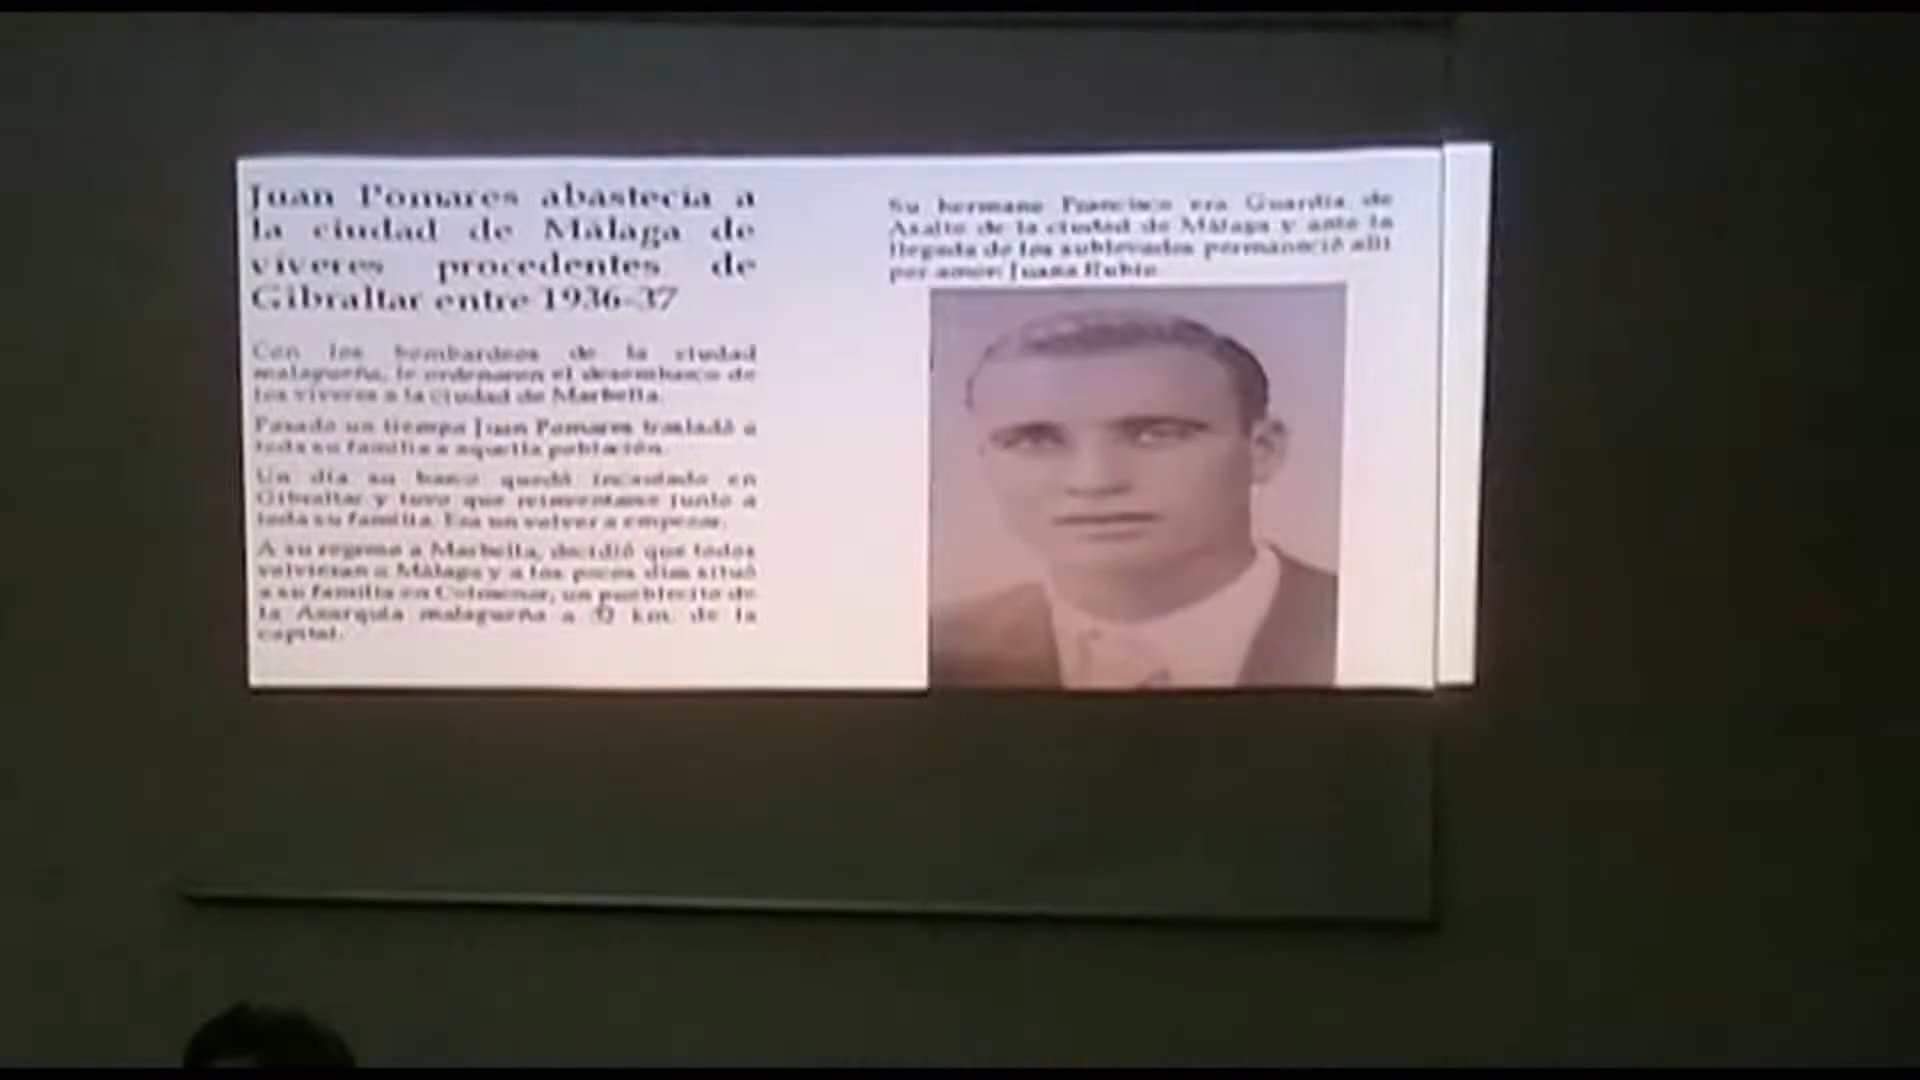 Juan Pomares abastecía a
la ciudad de Málaga de
víveres procedentes de
Gibraltar entre 1936-37
Con los bombardeos de la ciudad
malagueña, le ordenaron el desembarco de
los víveres a la ciudad de Marbella.
Pasado un tiempo Juan Pomares trasladó a
toda su familia a aquella población.
Un día su barco quedó incautado en
Gibraltar y tuvo que reinventarse junto a
toda su familia. Era un volver a empezar.
A su regreso a Marbella, decidió que todos
volvieran a Málaga y a los pocos días situó
a su familia en Colmenar, un pueblecito de
la Axarquía malagueña a km. de la
capital.
Su hermano Francisco era Guardia de
Asalto de la ciudad de Málaga y ante la
llegada de los sublevados permaneció allí
por amor: Juana Rubio.